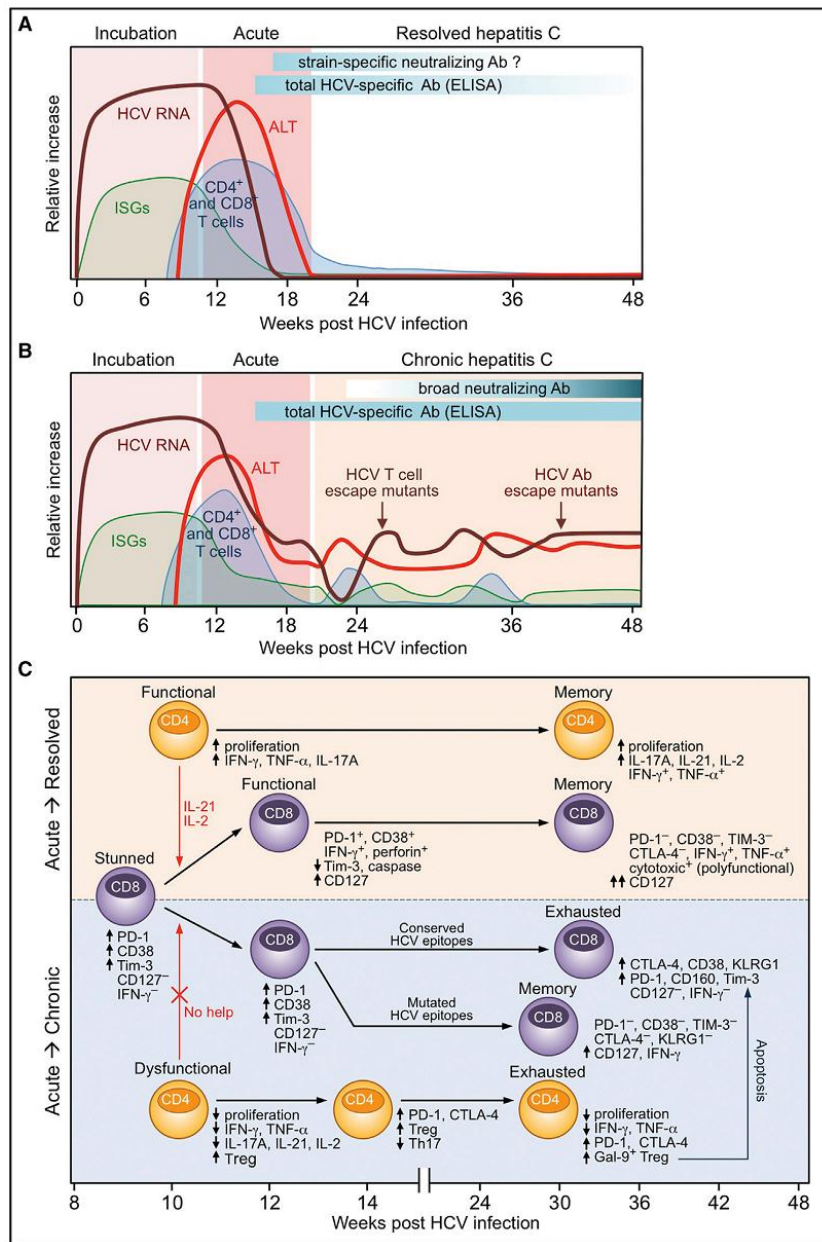 A
Incubation Acute Resolved hepatitis C
strain-specific neutralizing Ab ?
total HCV-specific Ab (ELISA)
HCV RNA
ALT
CD4⁺
and CD8⁺
T cells
ISGs
Relative increase
0 6 12 18 24 36 48
Weeks post HCV infection
B
Incubation Acute Chronic hepatitis C
broad neutralizing Ab
total HCV-specific Ab (ELISA)
HCV RNA
ALT
HCV T cell
escape mutants
HCV Ab
escape mutants
CD4⁺
and CD8⁺
T cells
ISGs
Relative increase
0 6 12 18 24 36 48
Weeks post HCV infection
C
Acute → Resolved
Functional
CD4
↑ proliferation
↑ IFN-γ, TNF-α, IL-17A
Memory
CD4
↑ proliferation
↑ IL-17A, IL-21, IL-2
IFN-γ⁺, TNF-α⁺
IL-21
IL-2
Functional
CD8
PD-1⁺, CD38⁺
IFN-γ⁺, perforin⁺
↓ Tim-3, caspase
↑ CD127
Memory
CD8
PD-1⁻, CD38⁻, TIM-3⁻
CTLA-4⁻, IFN-γ⁺, TNF-α⁺
cytotoxic⁺ (polyfunctional)
↑↑ CD127
Stunned
CD8
↑ PD-1
↑ CD38
↑ Tim-3
CD127⁻
IFN-γ⁻
Acute → Chronic
No help
CD8
↑ PD-1
↑ CD38
↑ Tim-3
CD127⁻
IFN-γ⁻
Conserved
HCV epitopes
Exhausted
CD8
↑ CTLA-4, CD38, KLRG1
↑ PD-1, CD160, Tim-3
CD127⁻, IFN-γ⁻
Mutated
HCV epitopes
Memory
CD8
PD-1⁻, CD38⁻, TIM-3⁻
CTLA-4⁻, KLRG1⁻
↑ CD127, IFN-γ
Apoptosis
Dysfunctional
CD4
↓ proliferation
↓ IFN-γ, TNF-α
↓ IL-17A, IL-21, IL-2
↑ Treg
CD4
↑ PD-1, CTLA-4
↑ Treg
↓ Th17
Exhausted
CD4
↓ proliferation
↓ IFN-γ, TNF-α
↑ PD-1, CTLA-4
↑ Gal-9⁺ Treg
8 10 12 14 24 30 36 42 48
Weeks post HCV infection